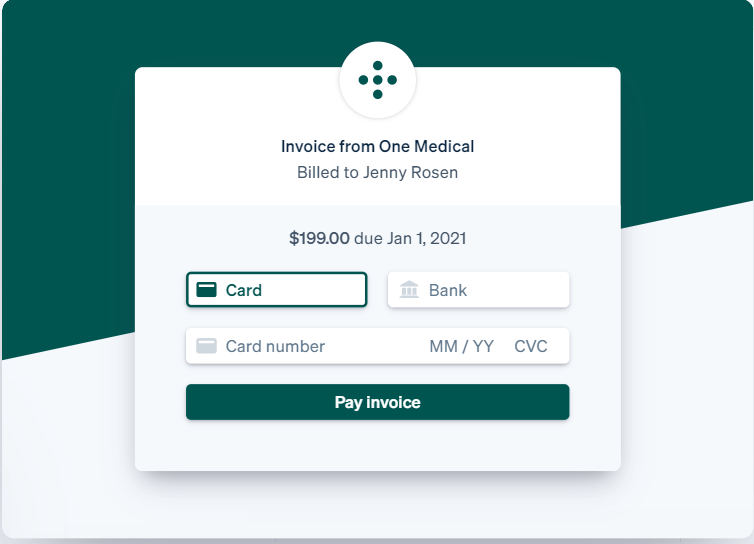 Invoice from One Medical
Billed to Jenny Rosen
$199.00 due Jan 1, 2021
Card Bank
Card number MM / YY CVC
Pay invoice